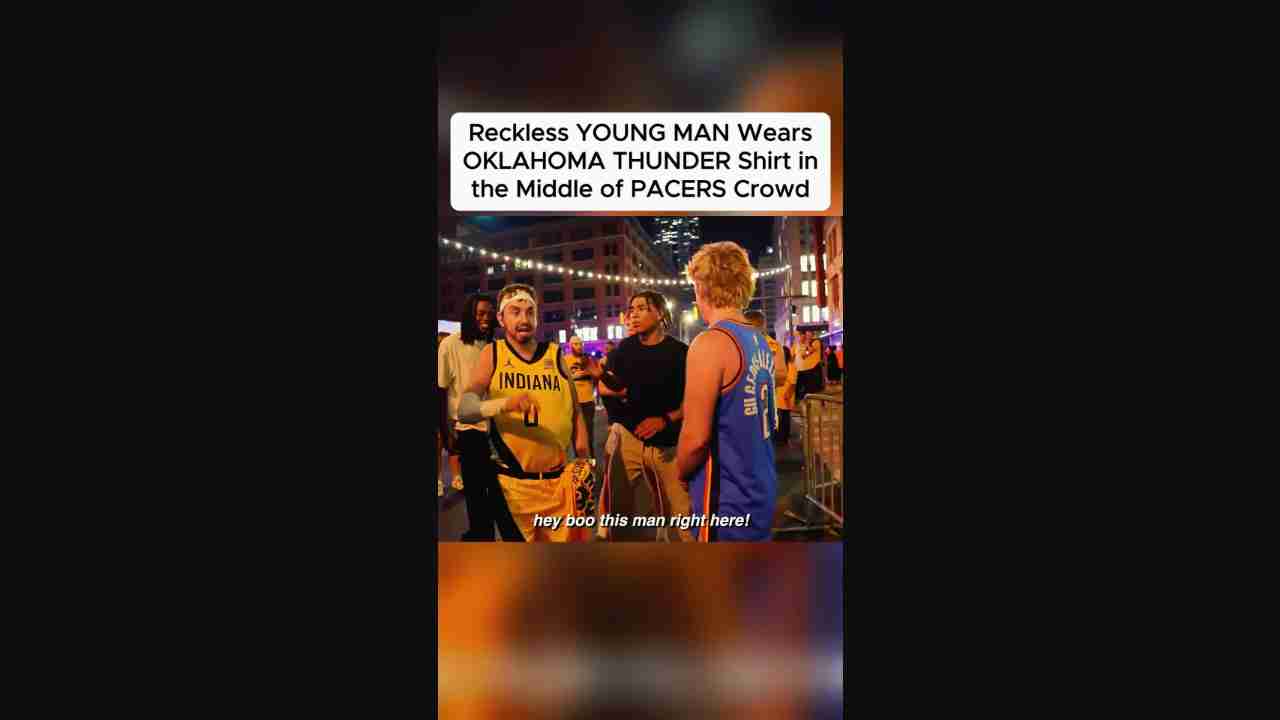 Reckless YOUNG MAN Wears
OKLAHOMA THUNDER Shirt in
the Middle of PACERS Crowd
INDIANA
0
hey boo this man right here!